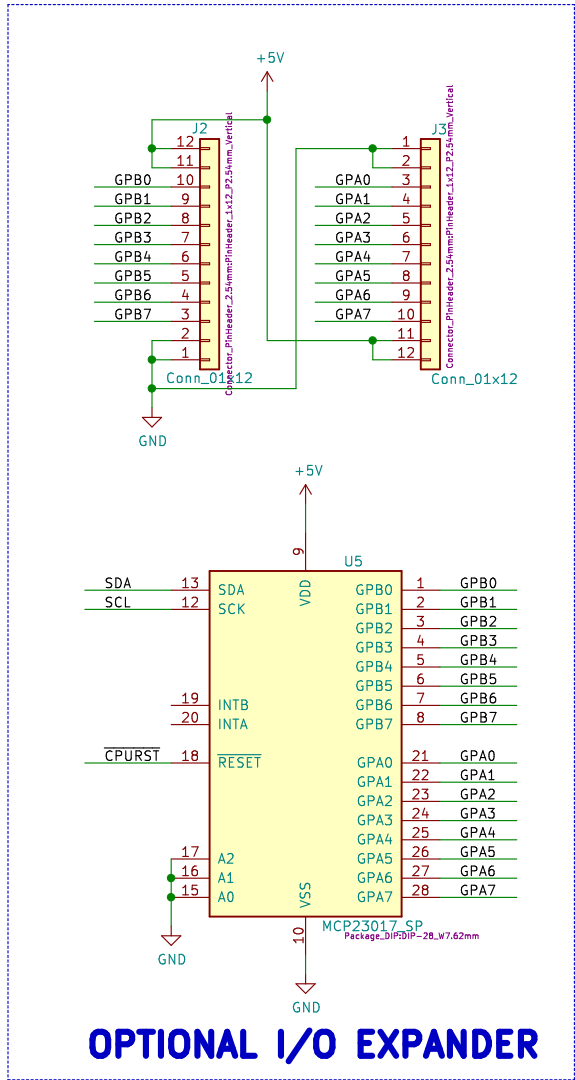 +5V
J2
J3
12
11
GPB0 10
GPB1 9
GPB2 8
GPB3 7
GPB4 6
GPB5 5
GPB6 4
GPB7 3
2
1
Conn_01x12
Connector_PinHeader_2.54mm:PinHeader_1x12_P2.54mm_Vertical
GND
1
2
GPA0 3
GPA1 4
GPA2 5
GPA3 6
GPA4 7
GPA5 8
GPA6 9
GPA7 10
11
12
Conn_01x12
Connector_PinHeader_2.54mm:PinHeader_1x12_P2.54mm_Vertical
+5V
9
VDD
U5
SDA 13 SDA
SCL 12 SCK
19 INTB
20 INTA
CPURST 18 RESET
17 A2
16 A1
15 A0
GND
GPB0 1 GPB0
GPB1 2 GPB1
GPB2 3 GPB2
GPB3 4 GPB3
GPB4 5 GPB4
GPB5 6 GPB5
GPB6 7 GPB6
GPB7 8 GPB7
GPA0 21 GPA0
GPA1 22 GPA1
GPA2 23 GPA2
GPA3 24 GPA3
GPA4 25 GPA4
GPA5 26 GPA5
GPA6 27 GPA6
GPA7 28 GPA7
VSS
10
MCP23017_SP
Package_DIP:DIP-28_W7.62mm
GND
OPTIONAL I/O EXPANDER